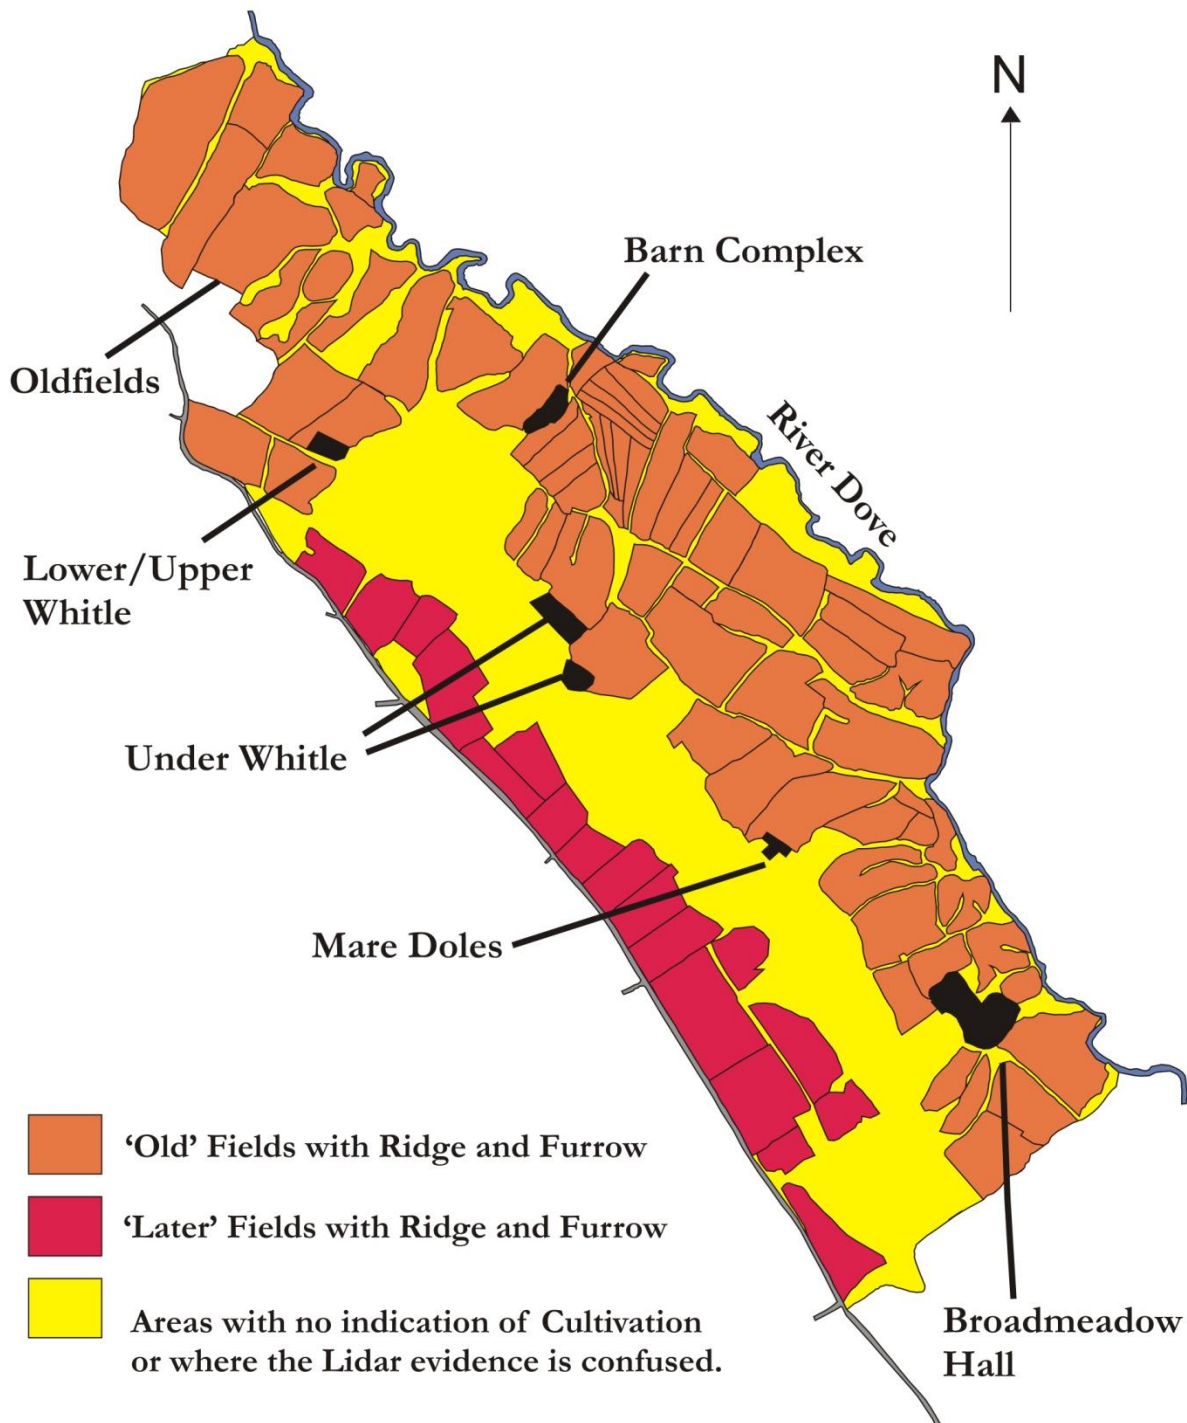 N
Barn Complex
Oldfields
River Dove
Lower/Upper
Whitle
Under Whitle
Mare Doles
‘Old’ Fields with Ridge and Furrow
‘Later’ Fields with Ridge and Furrow
Areas with no indication of Cultivation
or where the Lidar evidence is confused.
Broadmeadow
Hall